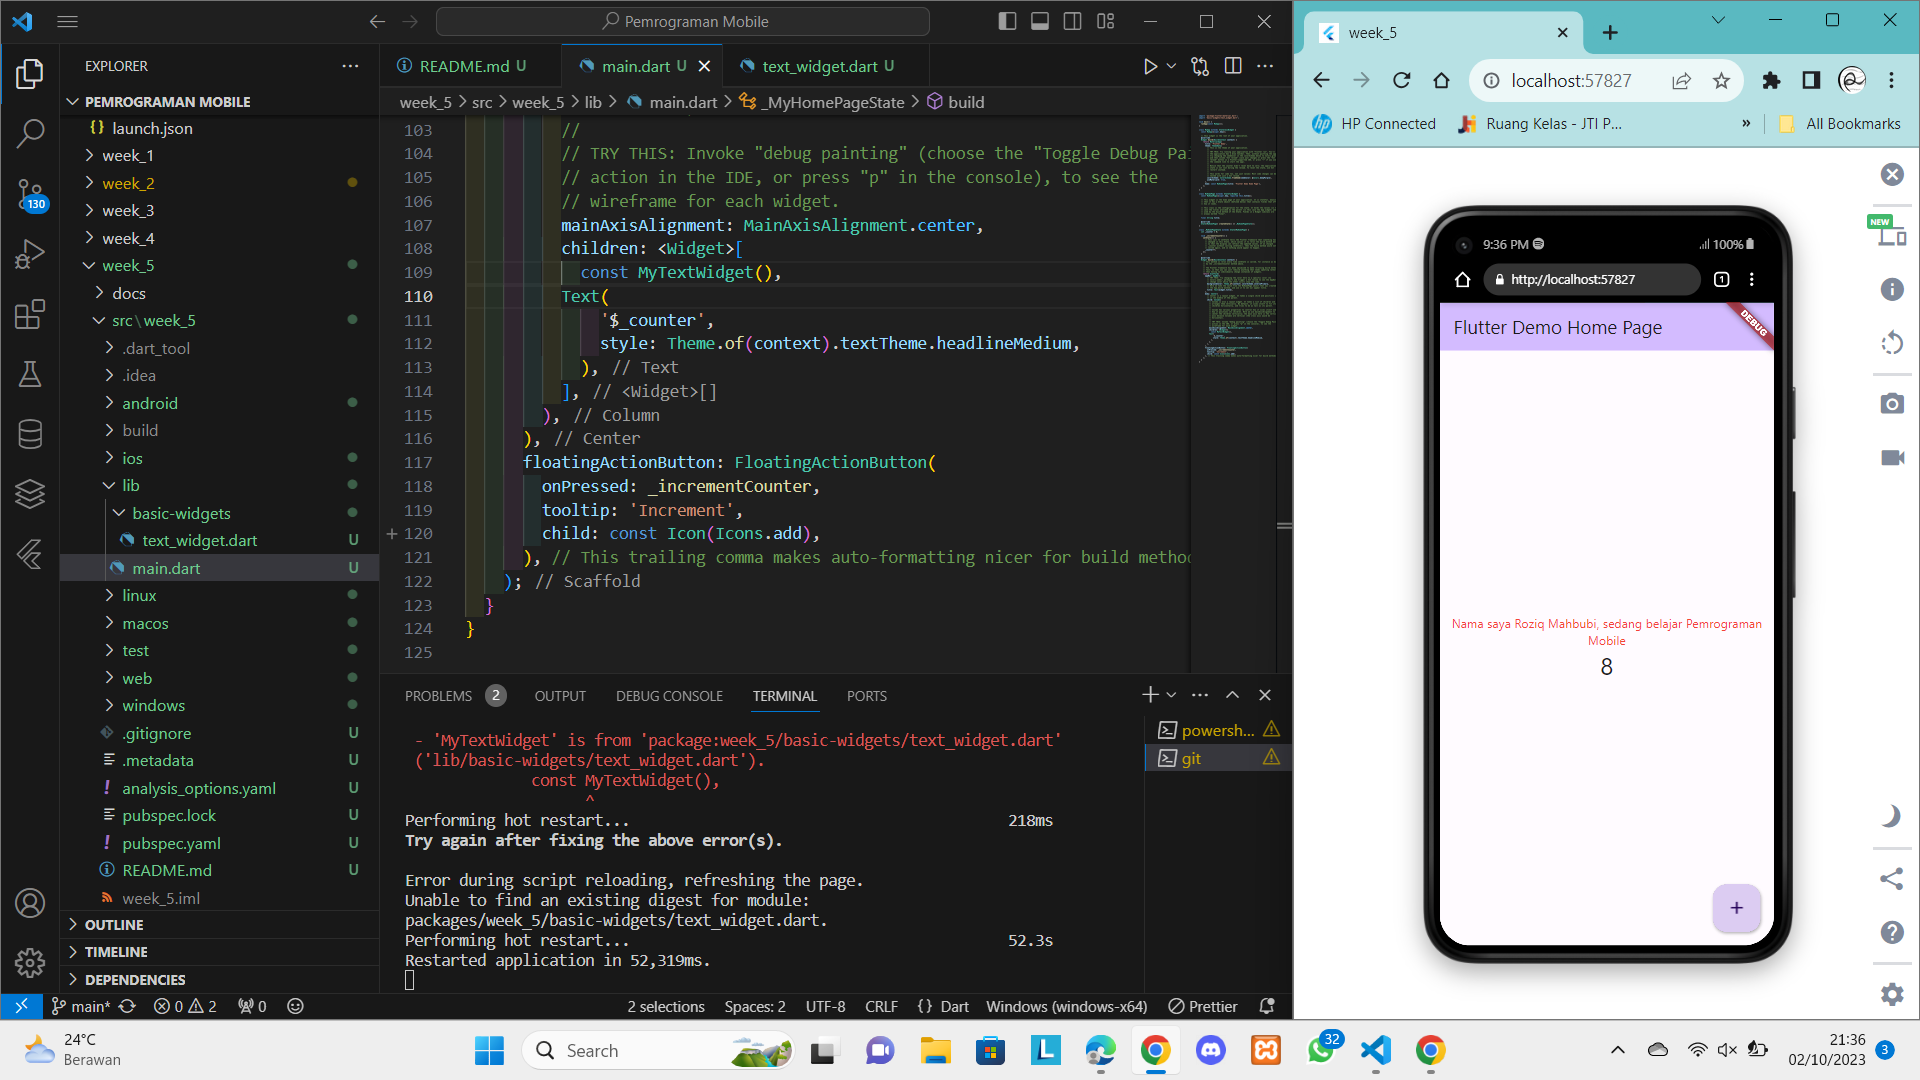 Pemrograman Mobile
EXPLORER
PEMROGRAMAN MOBILE
launch.json
week_1
week_2
week_3
week_4
week_5
docs
src\week_5
.dart_tool
.idea
android
build
ios
lib
basic-widgets
text_widget.dart U
main.dart U
linux
macos
test
web
windows
.gitignore U
.metadata U
analysis_options.yaml U
pubspec.lock U
pubspec.yaml U
README.md U
week_5.iml
OUTLINE
TIMELINE
DEPENDENCIES
130
README.md U
main.dart U
text_widget.dart U
week_5 > src > week_5 > lib > main.dart > _MyHomePageState > build
103 //
104 // TRY THIS: Invoke "debug painting" (choose the "Toggle Debug Pai
105 // action in the IDE, or press "p" in the console), to see the
106 // wireframe for each widget.
107 mainAxisAlignment: MainAxisAlignment.center,
108 children: <Widget>[
109 const MyTextWidget(),
110 Text(
111 '$_counter',
112 style: Theme.of(context).textTheme.headlineMedium,
113 ), // Text
114 ], // <Widget>[]
115 ), // Column
116 ), // Center
117 floatingActionButton: FloatingActionButton(
118 onPressed: _incrementCounter,
119 tooltip: 'Increment',
120 child: const Icon(Icons.add),
121 ), // This trailing comma makes auto-formatting nicer for build method
122 ); // Scaffold
123 }
124 }
125
PROBLEMS 2 OUTPUT DEBUG CONSOLE TERMINAL PORTS
- 'MyTextWidget' is from 'package:week_5/basic-widgets/text_widget.dart'
('lib/basic-widgets/text_widget.dart').
const MyTextWidget(),
^
Performing hot restart... 218ms
Try again after fixing the above error(s).
Error during script reloading, refreshing the page.
Unable to find an existing digest for module:
packages/week_5/basic-widgets/text_widget.dart.
Performing hot restart... 52.3s
Restarted application in 52,319ms.
powersh...
git
main* 0 2 0
2 selections Spaces: 2 UTF-8 CRLF {} Dart Windows (windows-x64) Prettier
week_5
localhost:57827
HP Connected
Ruang Kelas - JTI P...
»
All Bookmarks
NEW
9:36 PM
100%
http://localhost:57827
1
Flutter Demo Home Page
DEBUG
Nama saya Roziq Mahbubi, sedang belajar Pemrograman
Mobile
8
+
24°C
Berawan
Search
32
21:36
02/10/2023
3